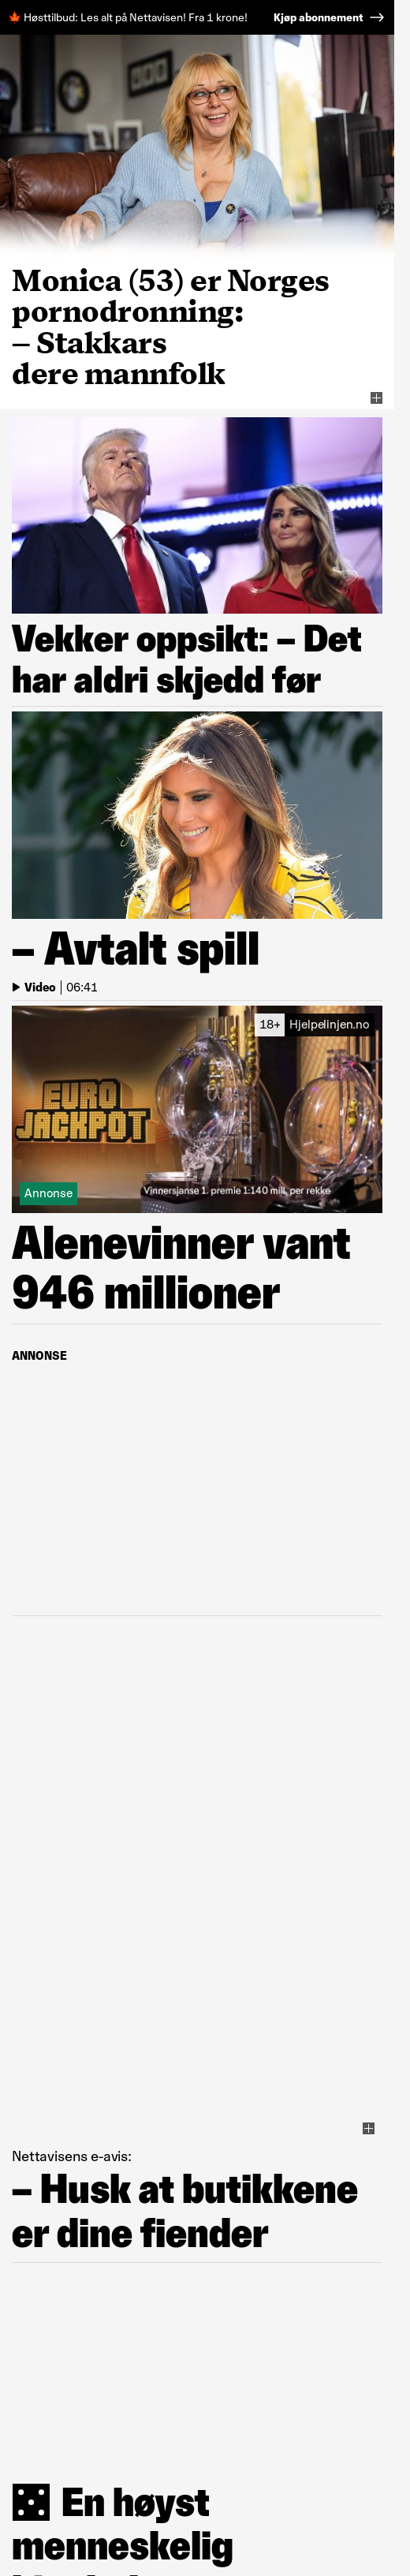 🍁 Høsttilbud: Les alt på Nettavisen! Fra 1 krone! Kjøp abonnement →
Monica (53) er Norges
pornodronning:
– Stakkars
dere mannfolk
Vekker oppsikt: – Det
har aldri skjedd før
– Avtalt spill
Video | 06:41
18+ Hjelpelinjen.no
EURO
JACKPOT
Annonse
Vinnersjanse 1. premie 1:140 mill. per rekke
Alenevinner vant
946 millioner
ANNONSE
Nettavisens e-avis:
– Husk at butikkene
er dine fiender
En høyst
menneskelig